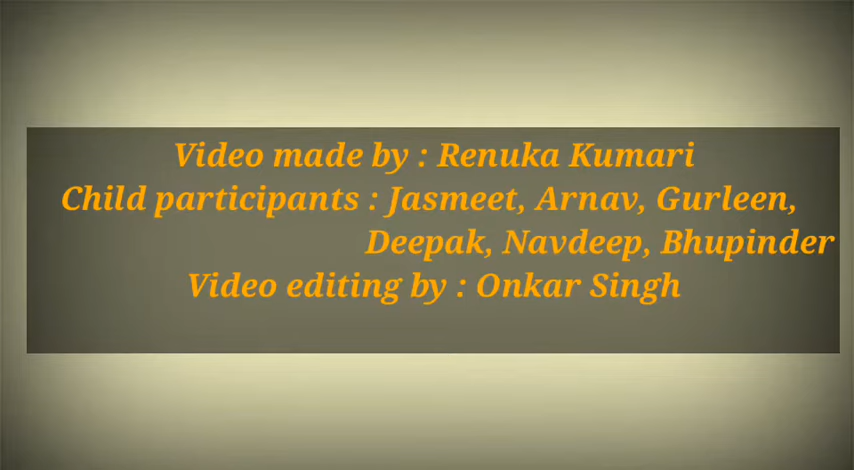 Video made by : Renuka Kumari
Child participants : Jasmeet, Arnav, Gurleen,
Deepak, Navdeep, Bhupinder
Video editing by : Onkar Singh